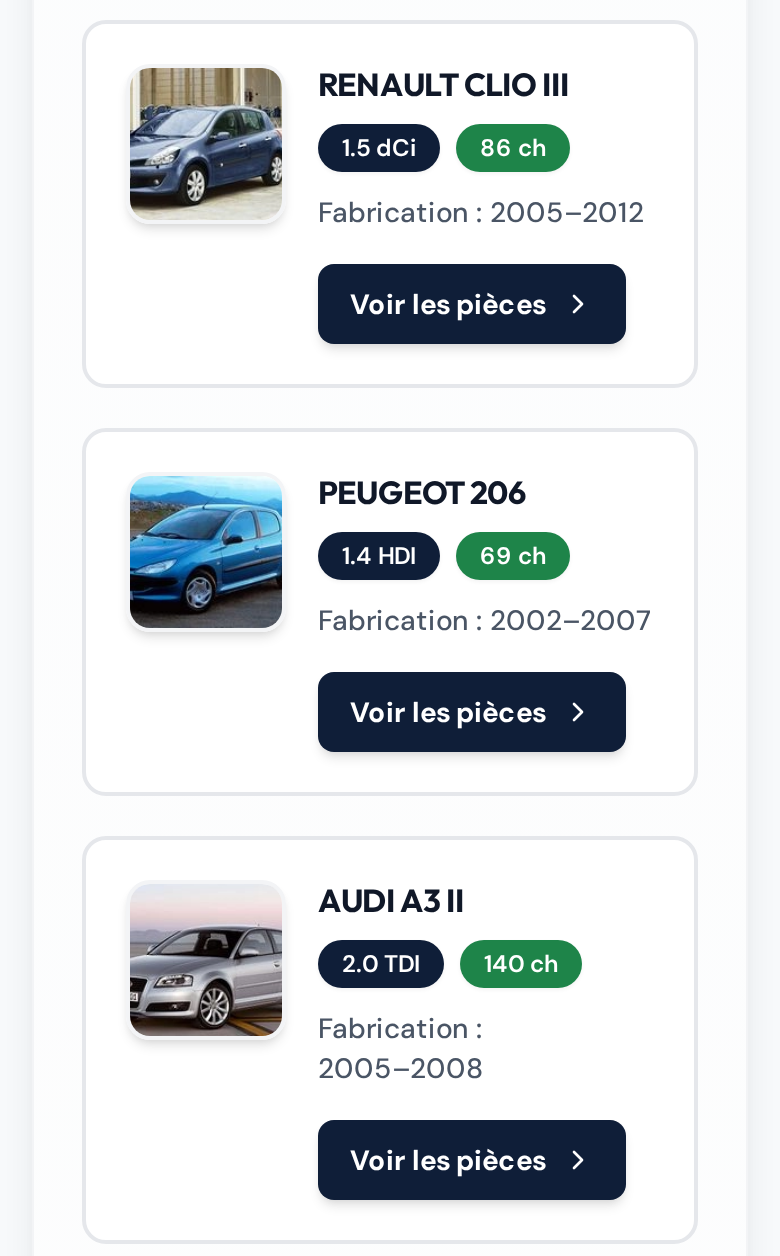 RENAULT CLIO III
1.5 dCi 86 ch
Fabrication : 2005–2012
Voir les pièces
PEUGEOT 206
1.4 HDI 69 ch
Fabrication : 2002–2007
Voir les pièces
AUDI A3 II
2.0 TDI 140 ch
Fabrication :
2005–2008
Voir les pièces